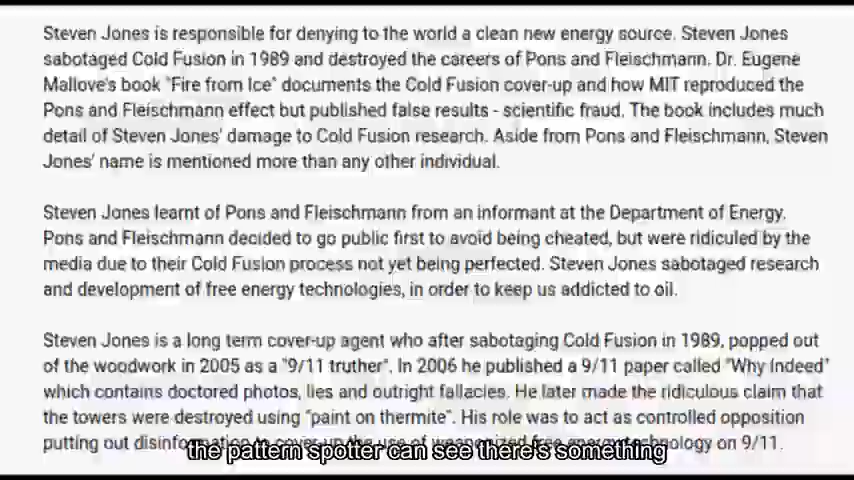 Steven Jones is responsible for denying to the world a clean new energy source. Steven Jones
sabotaged Cold Fusion in 1989 and destroyed the careers of Pons and Fleischmann. Dr. Eugene
Mallove's book "Fire from Ice" documents the Cold Fusion cover-up and how MIT reproduced the
Pons and Fleischmann effect but published false results - scientific fraud. The book includes much
detail of Steven Jones' damage to Cold Fusion research. Aside from Pons and Fleischmann, Steven
Jones' name is mentioned more than any other individual.
Steven Jones learnt of Pons and Fleischmann from an informant at the Department of Energy.
Pons and Fleischmann decided to go public first to avoid being cheated, but were ridiculed by the
media due to their Cold Fusion process not yet being perfected. Steven Jones sabotaged research
and development of free energy technologies, in order to keep us addicted to oil.
Steven Jones is a long term cover-up agent who after sabotaging Cold Fusion in 1989, popped out
of the woodwork in 2005 as a "9/11 truther". In 2006 he published a 9/11 paper called "Why Indeed"
which contains doctored photos, lies and outright fallacies. He later made the ridiculous claim that
the towers were destroyed using "paint on thermite". His role was to act as controlled opposition
putting out disinformation to cover-up the use of weaponized free energy technology on 9/11.
the pattern spotter can see there's something